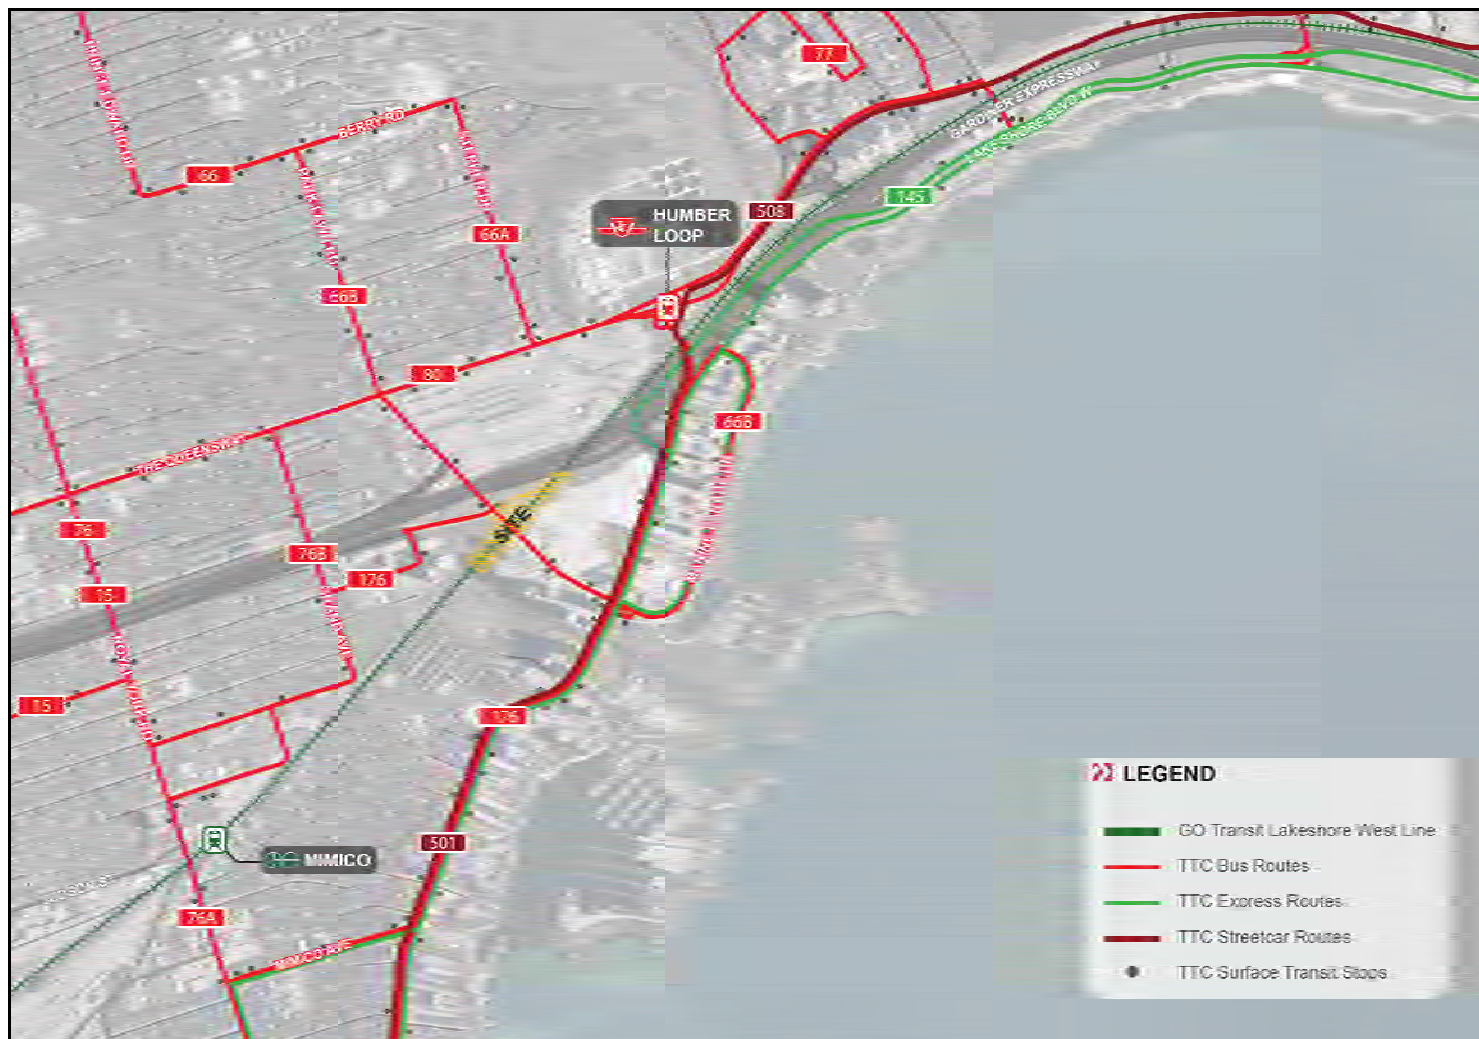 77
BERRY RD
66
145
508
HUMBER
LOOP
66A
66B
80
66B
THE QUEENSWAY
GARDINER EXPRESSWAY
LAKE SHORE BLVD W
SITE
76
76B
176
15
15
176
501
MIMICO
76A
MIMICO AVE
LEGEND
GO Transit Lakeshore West Line
TTC Bus Routes
TTC Express Routes
TTC Streetcar Routes
TTC Surface Transit Stops